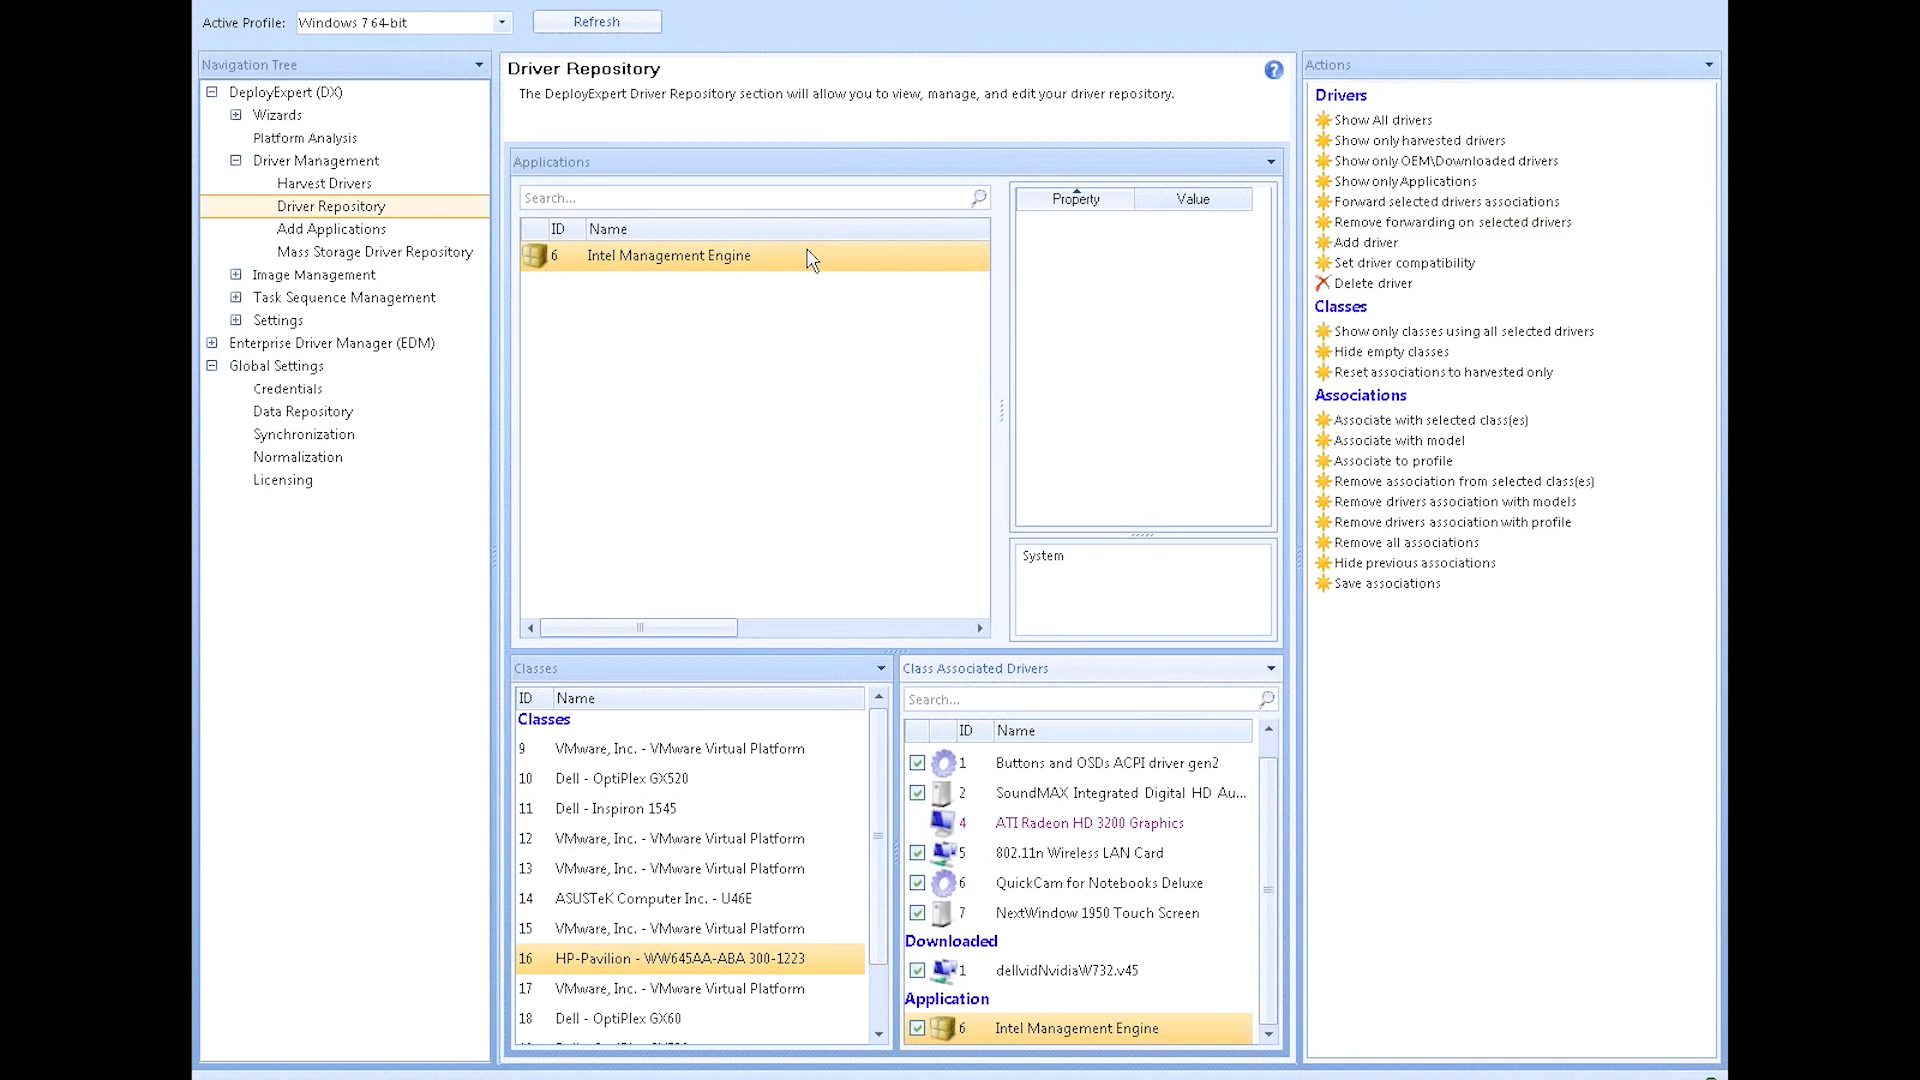 Active Profile: Windows 7 64-bit Refresh
Navigation Tree
DeployExpert (DX)
Wizards
Platform Analysis
Driver Management
Harvest Drivers
Driver Repository
Add Applications
Mass Storage Driver Repository
Image Management
Task Sequence Management
Settings
Enterprise Driver Manager (EDM)
Global Settings
Credentials
Data Repository
Synchronization
Normalization
Licensing
Driver Repository
The DeployExpert Driver Repository section will allow you to view, manage, and edit your driver repository.
Applications
Search...
ID Name
6 Intel Management Engine
Property Value
System
Classes
ID Name
Classes
9 VMware, Inc. - VMware Virtual Platform
10 Dell - OptiPlex GX520
11 Dell - Inspiron 1545
12 VMware, Inc. - VMware Virtual Platform
13 VMware, Inc. - VMware Virtual Platform
14 ASUSTeK Computer Inc. - U46E
15 VMware, Inc. - VMware Virtual Platform
16 HP-Pavilion - WW645AA-ABA 300-1223
17 VMware, Inc. - VMware Virtual Platform
18 Dell - OptiPlex GX60
Class Associated Drivers
Search...
ID Name
1 Buttons and OSDs ACPI driver gen2
2 SoundMAX Integrated Digital HD Au...
4 ATI Radeon HD 3200 Graphics
5 802.11n Wireless LAN Card
6 QuickCam for Notebooks Deluxe
7 NextWindow 1950 Touch Screen
Downloaded
1 dellvidNvidiaW732.v45
Application
6 Intel Management Engine
Actions
Drivers
Show All drivers
Show only harvested drivers
Show only OEM\Downloaded drivers
Show only Applications
Forward selected drivers associations
Remove forwarding on selected drivers
Add driver
Set driver compatibility
Delete driver
Classes
Show only classes using all selected drivers
Hide empty classes
Reset associations to harvested only
Associations
Associate with selected class(es)
Associate with model
Associate to profile
Remove association from selected class(es)
Remove drivers association with models
Remove drivers association with profile
Remove all associations
Hide previous associations
Save associations